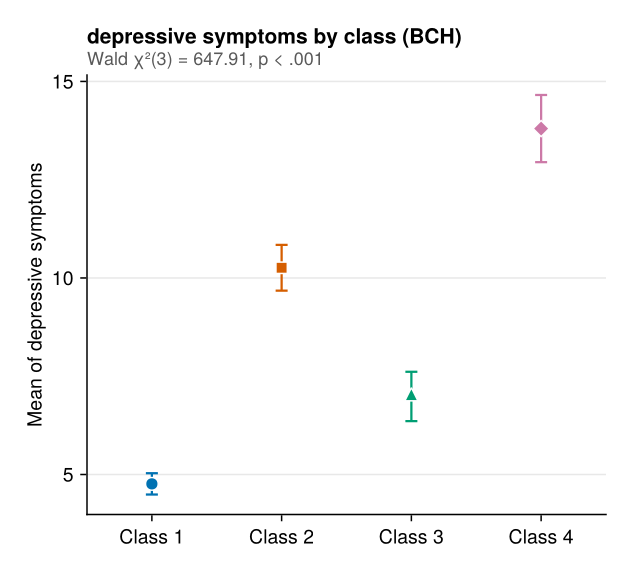 depressive symptoms by class (BCH)
Wald χ²(3) = 647.91, p < .001
Mean of depressive symptoms
15
10
5
Class 1 Class 2 Class 3 Class 4